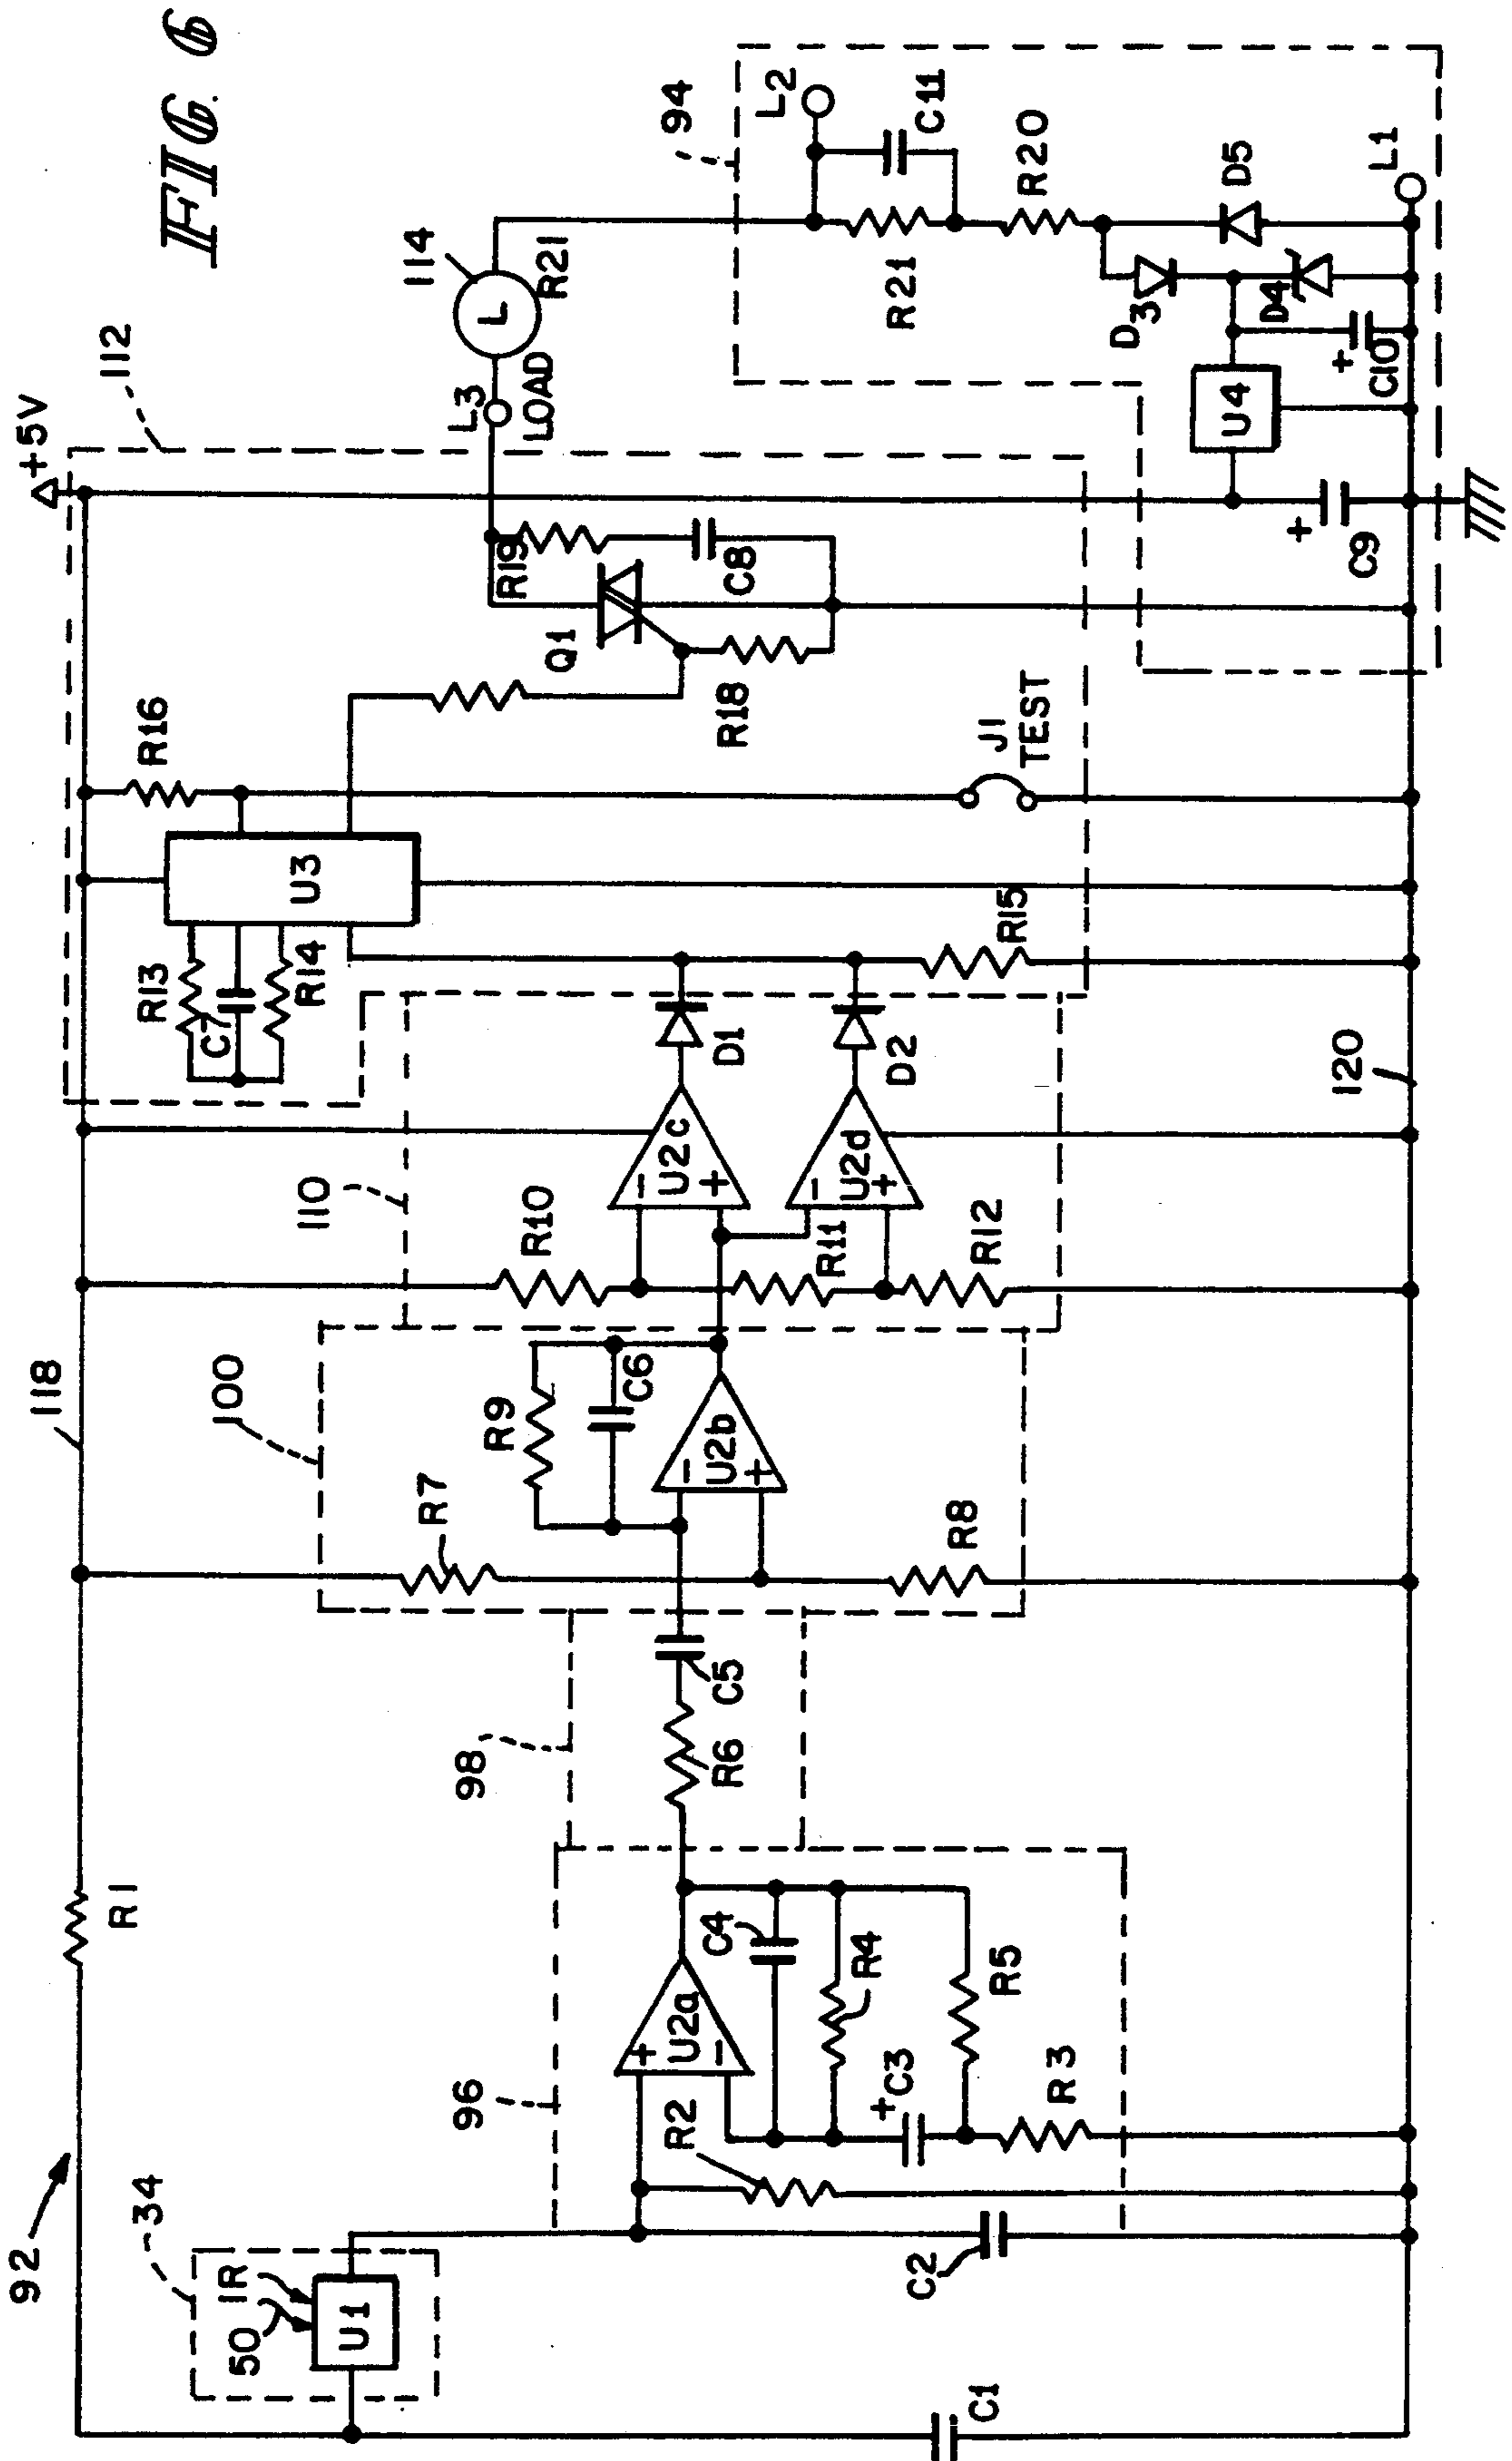 FIG. 6
92
34
50
IR
U1
C1
R1
118
C2
96
R2
U2a
+
−
C4
R4
+
C3
R5
R3
98
R6
C5
100
R7
R9
C6
U2b
−
+
R8
110
R10
U2c
−
+
D1
R11
U2d
−
+
D2
R12
120
112
+5V
R13
C7
R14
U3
R16
R15
J1
TEST
Q1
R18
R19
C8
L3
LOAD
114
L
R21
94
L2
C11
R21
R20
D3
D5
D4
U4
+
C10
+
C9
L1